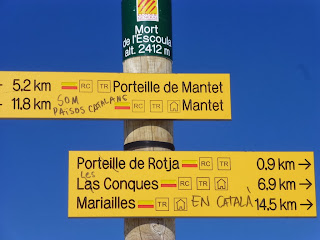 Mort
de l'Escoula
alt. 2412 m
5.2 km RC TR Porteille de Mantet
11.8 km RC TR Mantet
SOM
PAÏSOS CATALANS
Porteille de Rotja RC TR 0,9 km →
Les
Las Conques RC TR 6.9 km →
Mariailles TR EN CATALÀ 14.5 km →